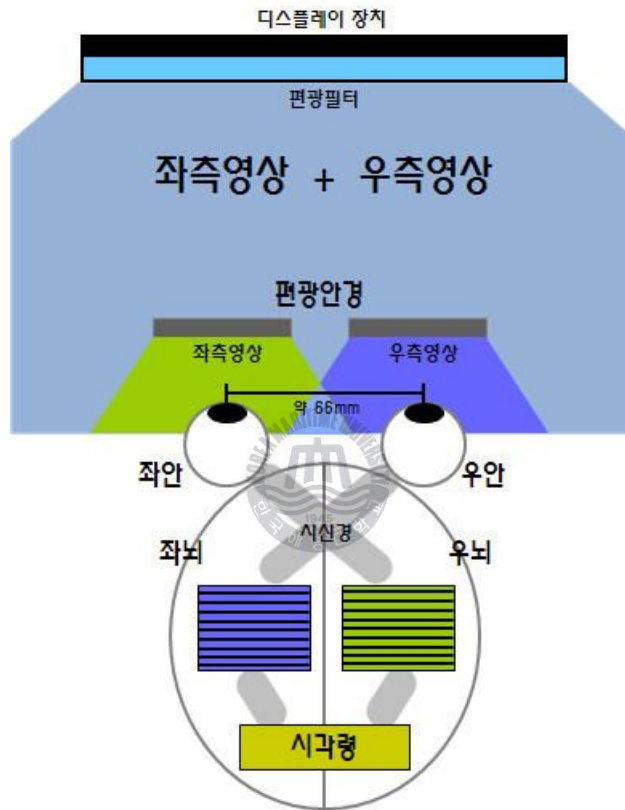 디스플레이 장치
편광필터
좌측영상 + 우측영상
편광안경
좌측영상 우측영상
약 66mm
좌안 우안
시신경
좌뇌 우뇌
시각령
1945